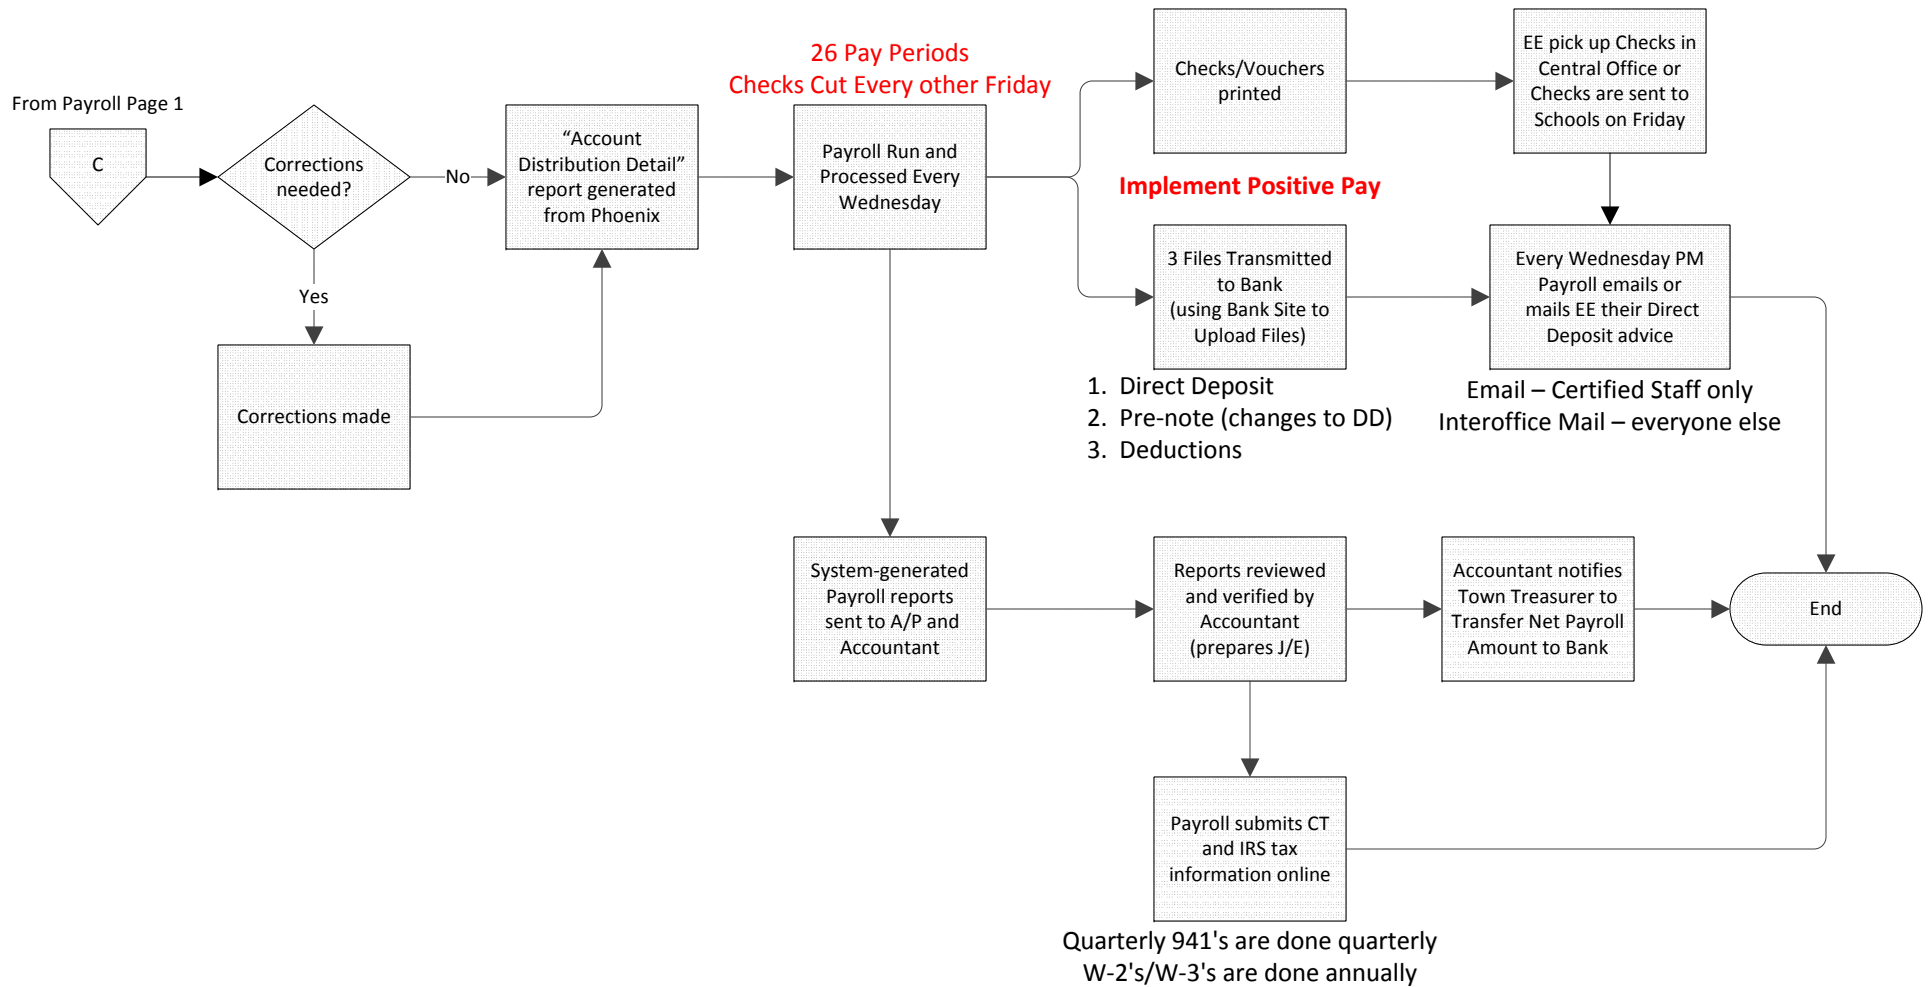 From Payroll Page 1
C
Corrections
needed?
No
Yes
Corrections made
“Account
Distribution Detail”
report generated
from Phoenix
26 Pay Periods
Checks Cut Every other Friday
Payroll Run and
Processed Every
Wednesday
Checks/Vouchers
printed
EE pick up Checks in
Central Office or
Checks are sent to
Schools on Friday
Implement Positive Pay
3 Files Transmitted
to Bank
(using Bank Site to
Upload Files)
1. Direct Deposit
2. Pre-note (changes to DD)
3. Deductions
Every Wednesday PM
Payroll emails or
mails EE their Direct
Deposit advice
Email – Certified Staff only
Interoffice Mail – everyone else
System-generated
Payroll reports
sent to A/P and
Accountant
Reports reviewed
and verified by
Accountant
(prepares J/E)
Accountant notifies
Town Treasurer to
Transfer Net Payroll
Amount to Bank
End
Payroll submits CT
and IRS tax
information online
Quarterly 941's are done quarterly
W-2's/W-3's are done annually